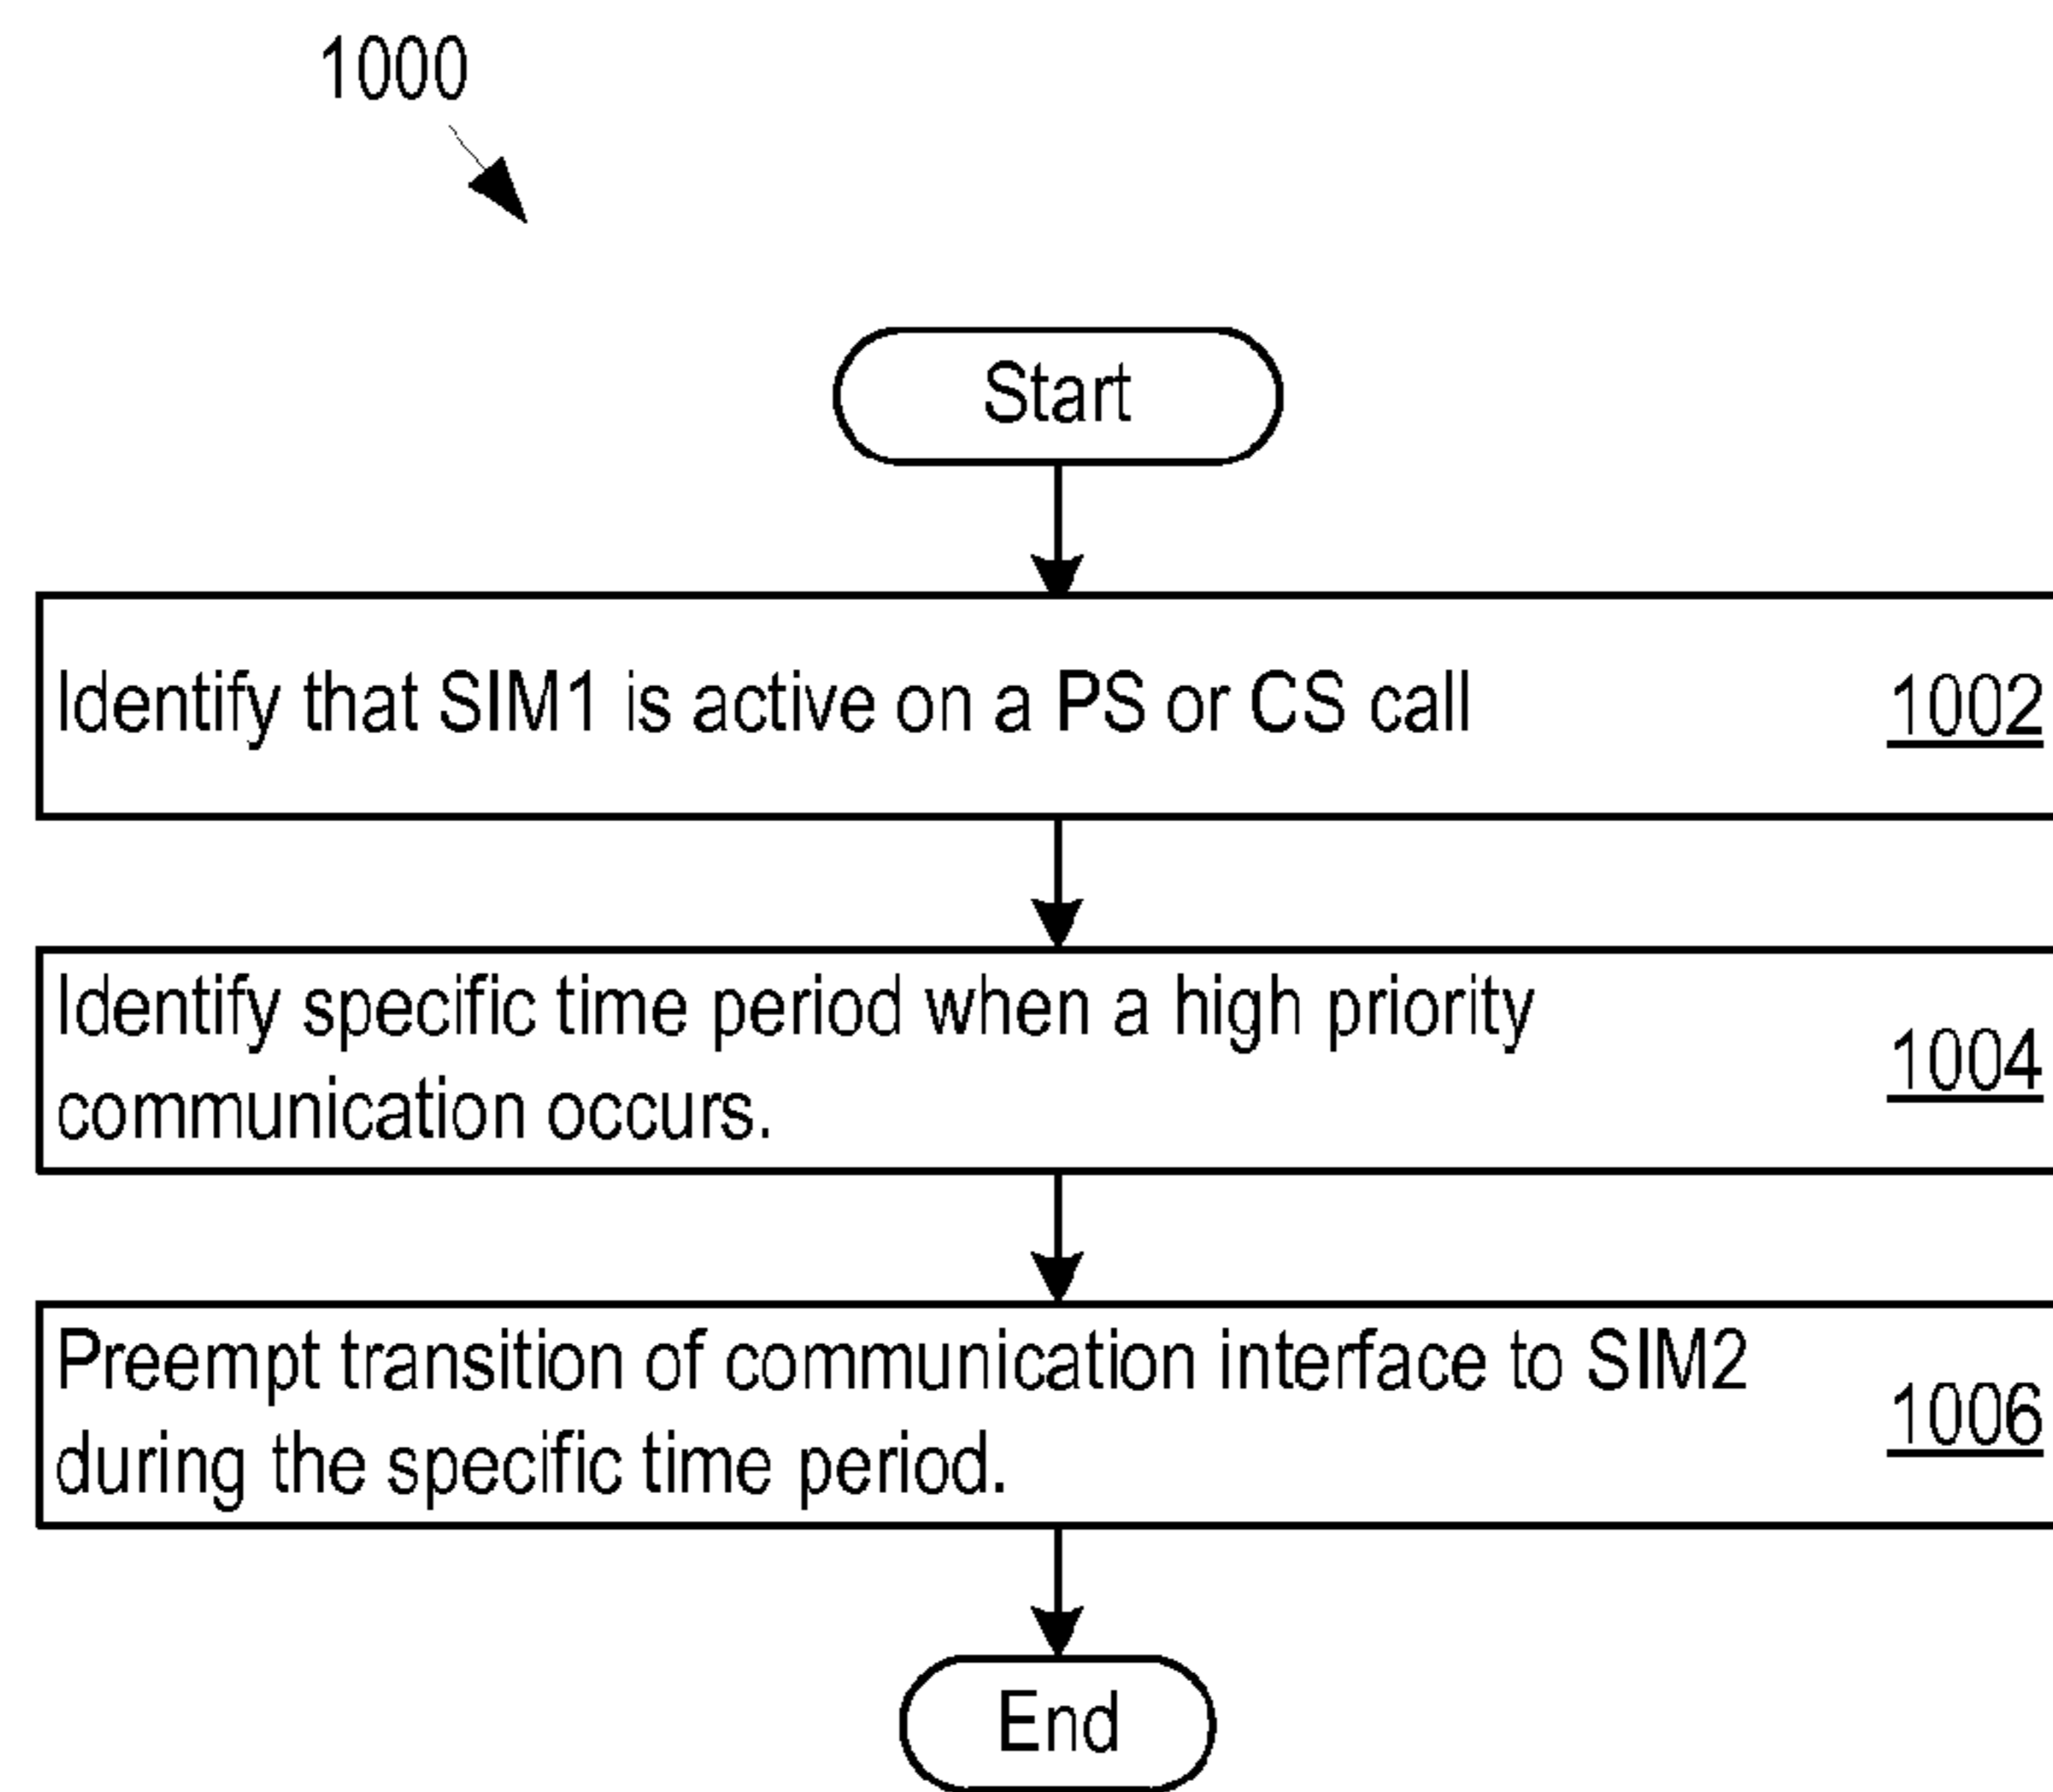 1000
Start
Identify that SIM1 is active on a PS or CS call
1002
Identify specific time period when a high priority
communication occurs.
1004
Preempt transition of communication interface to SIM2
during the specific time period.
1006
End